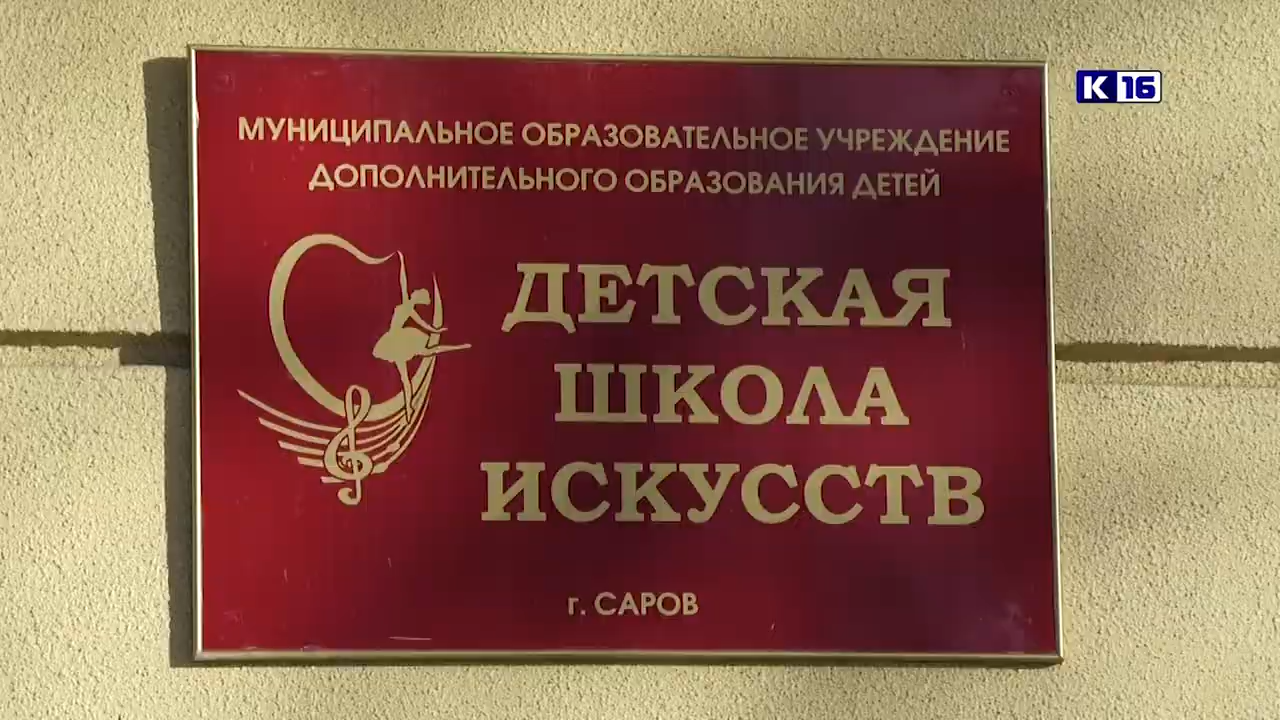 К 16
МУНИЦИПАЛЬНОЕ ОБРАЗОВАТЕЛЬНОЕ УЧРЕЖДЕНИЕ
ДОПОЛНИТЕЛЬНОГО ОБРАЗОВАНИЯ ДЕТЕЙ
ДЕТСКАЯ
ШКОЛА
ИСКУССТВ
г. САРОВ